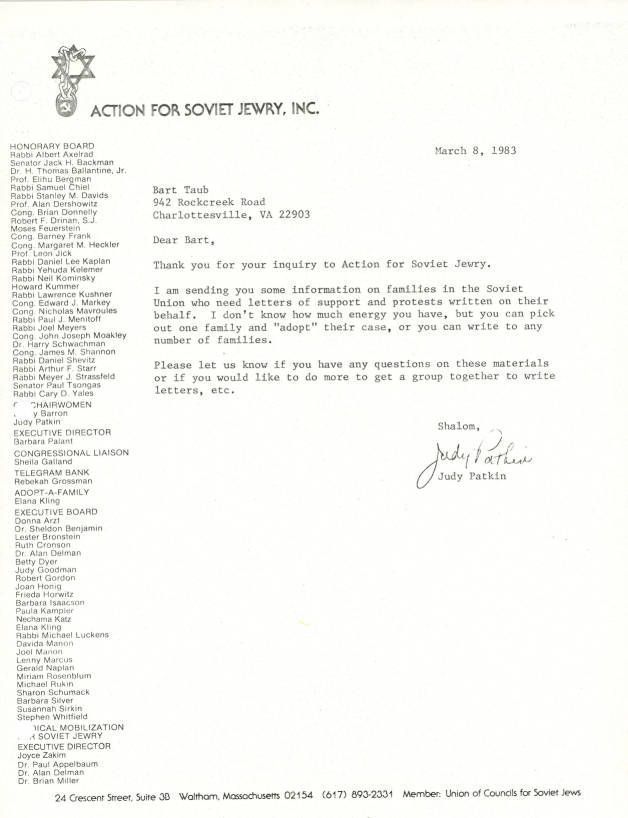 ACTION FOR SOVIET JEWRY, INC.
March 8, 1983
HONORARY BOARD
Rabbi Albert Axelrad
Senator Jack H. Backman
Dr. H. Thomas Ballantine, Jr.
Prof. Elihu Bergman
Rabbi Samuel Chiel
Rabbi Stanley M. Davids
Prof. Alan Dershowitz
Cong. Brian Donnelly
Robert F. Drinan, S.J.
Moses Feuerstein
Cong. Barney Frank
Cong. Margaret M. Heckler
Prof. Leon Jick
Rabbi Daniel Lee Kaplan
Rabbi Yehuda Kelemer
Rabbi Neil Kominsky
Howard Kummer
Rabbi Lawrence Kushner
Cong. Edward J. Markey
Cong. Nicholas Mavroules
Rabbi Paul J. Menitoff
Rabbi Joel Meyers
Cong. John Joseph Moakley
Dr. Harry Schwachman
Cong. James M. Shannon
Rabbi Daniel Shevitz
Rabbi Arthur F. Starr
Rabbi Meyer J. Strassfeld
Senator Paul Tsongas
Rabbi Cary D. Yales
CHAIRWOMEN
y Barron
Judy Patkin
EXECUTIVE DIRECTOR
Barbara Palant
CONGRESSIONAL LIAISON
Sheila Galland
TELEGRAM BANK
Rebekah Grossman
ADOPT-A-FAMILY
Elana Kling
EXECUTIVE BOARD
Donna Arzt
Dr. Sheldon Benjamin
Lester Bronstein
Ruth Cronson
Dr. Alan Delman
Betty Dyer
Judy Goodman
Robert Gordon
Joan Honig
Frieda Horwitz
Barbara Isaacson
Paula Kampler
Nechama Katz
Elana Kling
Rabbi Michael Luckens
Davida Manon
Joel Manon
Lenny Marcus
Gerald Naplan
Miriam Rosenblum
Michael Rukin
Sharon Schumack
Barbara Silver
Susannah Sirkin
Stephen Whitfield
ICAL MOBILIZATION
SOVIET JEWRY
EXECUTIVE DIRECTOR
Joyce Zakim
Dr. Paul Appelbaum
Dr. Alan Delman
Dr. Brian Miller
Bart Taub
942 Rockcreek Road
Charlottesville, VA 22903
Dear Bart,
Thank you for your inquiry to Action for Soviet Jewry.
I am sending you some information on families in the Soviet
Union who need letters of support and protests written on their
behalf. I don't know how much energy you have, but you can pick
out one family and "adopt" their case, or you can write to any
number of families.
Please let us know if you have any questions on these materials
or if you would like to do more to get a group together to write
letters, etc.
Shalom,
Judy Patkin
Judy Patkin
24 Crescent Street, Suite 3B Waltham, Massachusetts 02154 (617) 893-2331 Member: Union of Councils for Soviet Jews